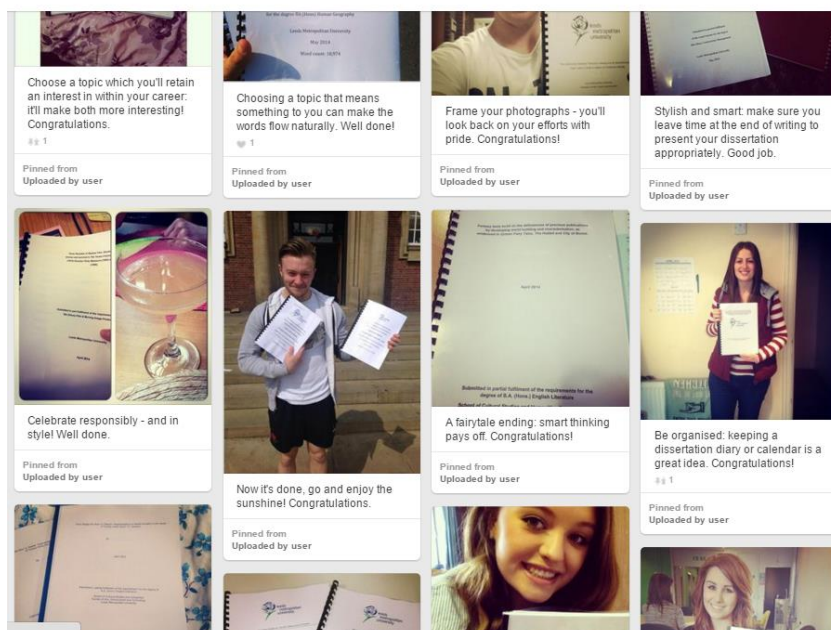 Choose a topic which you'll retain
an interest in within your career:
it'll make both more interesting!
Congratulations.
1
Pinned from
Uploaded by user
Celebrate responsibly - and in
style! Well done.
Pinned from
Uploaded by user
Leeds Metropolitan University
May 2014
Choosing a topic that means
something to you can make the
words flow naturally. Well done!
1
Pinned from
Uploaded by user
Now it's done, go and enjoy the
sunshine! Congratulations.
Pinned from
Uploaded by user
leeds
metropolitan
university
leeds
metropolitan
university
Frame your photographs - you'll
look back on your efforts with
pride. Congratulations!
Pinned from
Uploaded by user
April 2014
Submitted in partial fulfilment of the requirements for the
degree of B.A. (Hons.) English Literature
A fairytale ending: smart thinking
pays off. Congratulations!
Pinned from
Uploaded by user
Stylish and smart: make sure you
leave time at the end of writing to
present your dissertation
appropriately. Good job.
Pinned from
Uploaded by user
Be organised: keeping a
dissertation diary or calendar is a
great idea. Congratulations!
1
Pinned from
Uploaded by user